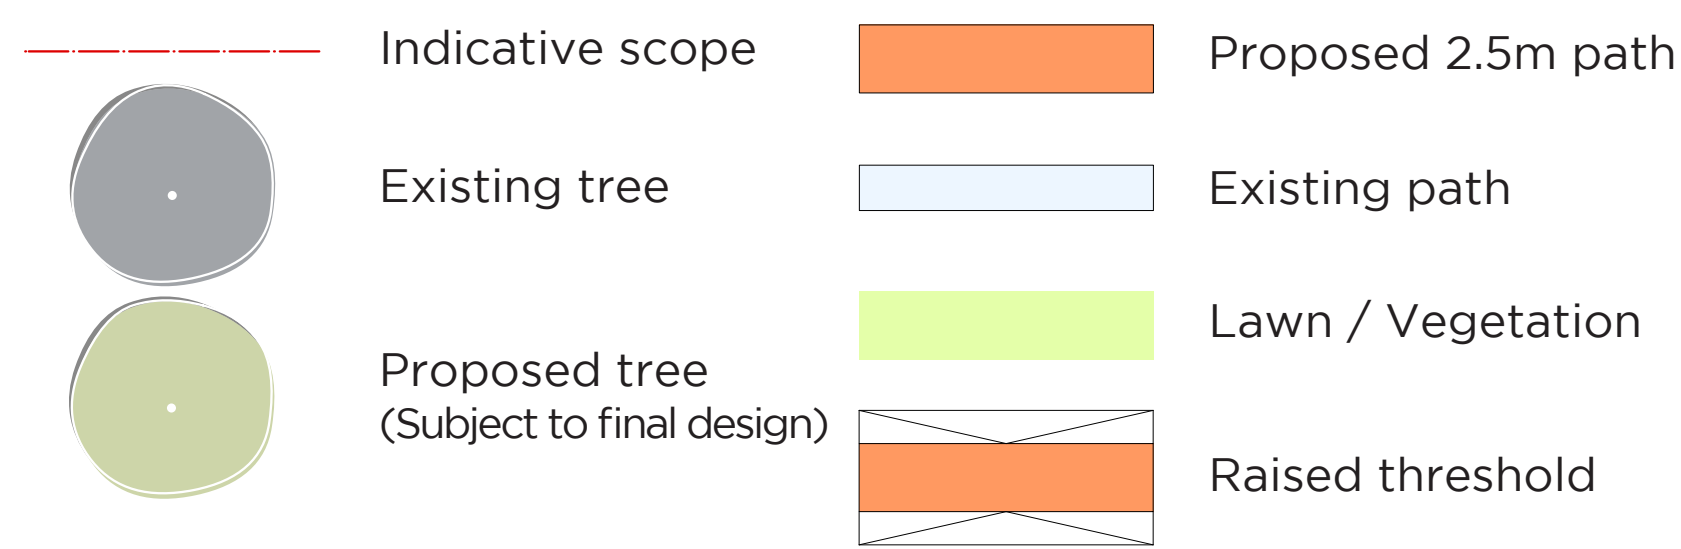 Indicative scope
Existing tree
Proposed tree
(Subject to final design)
Proposed 2.5m path
Existing path
Lawn / Vegetation
Raised threshold